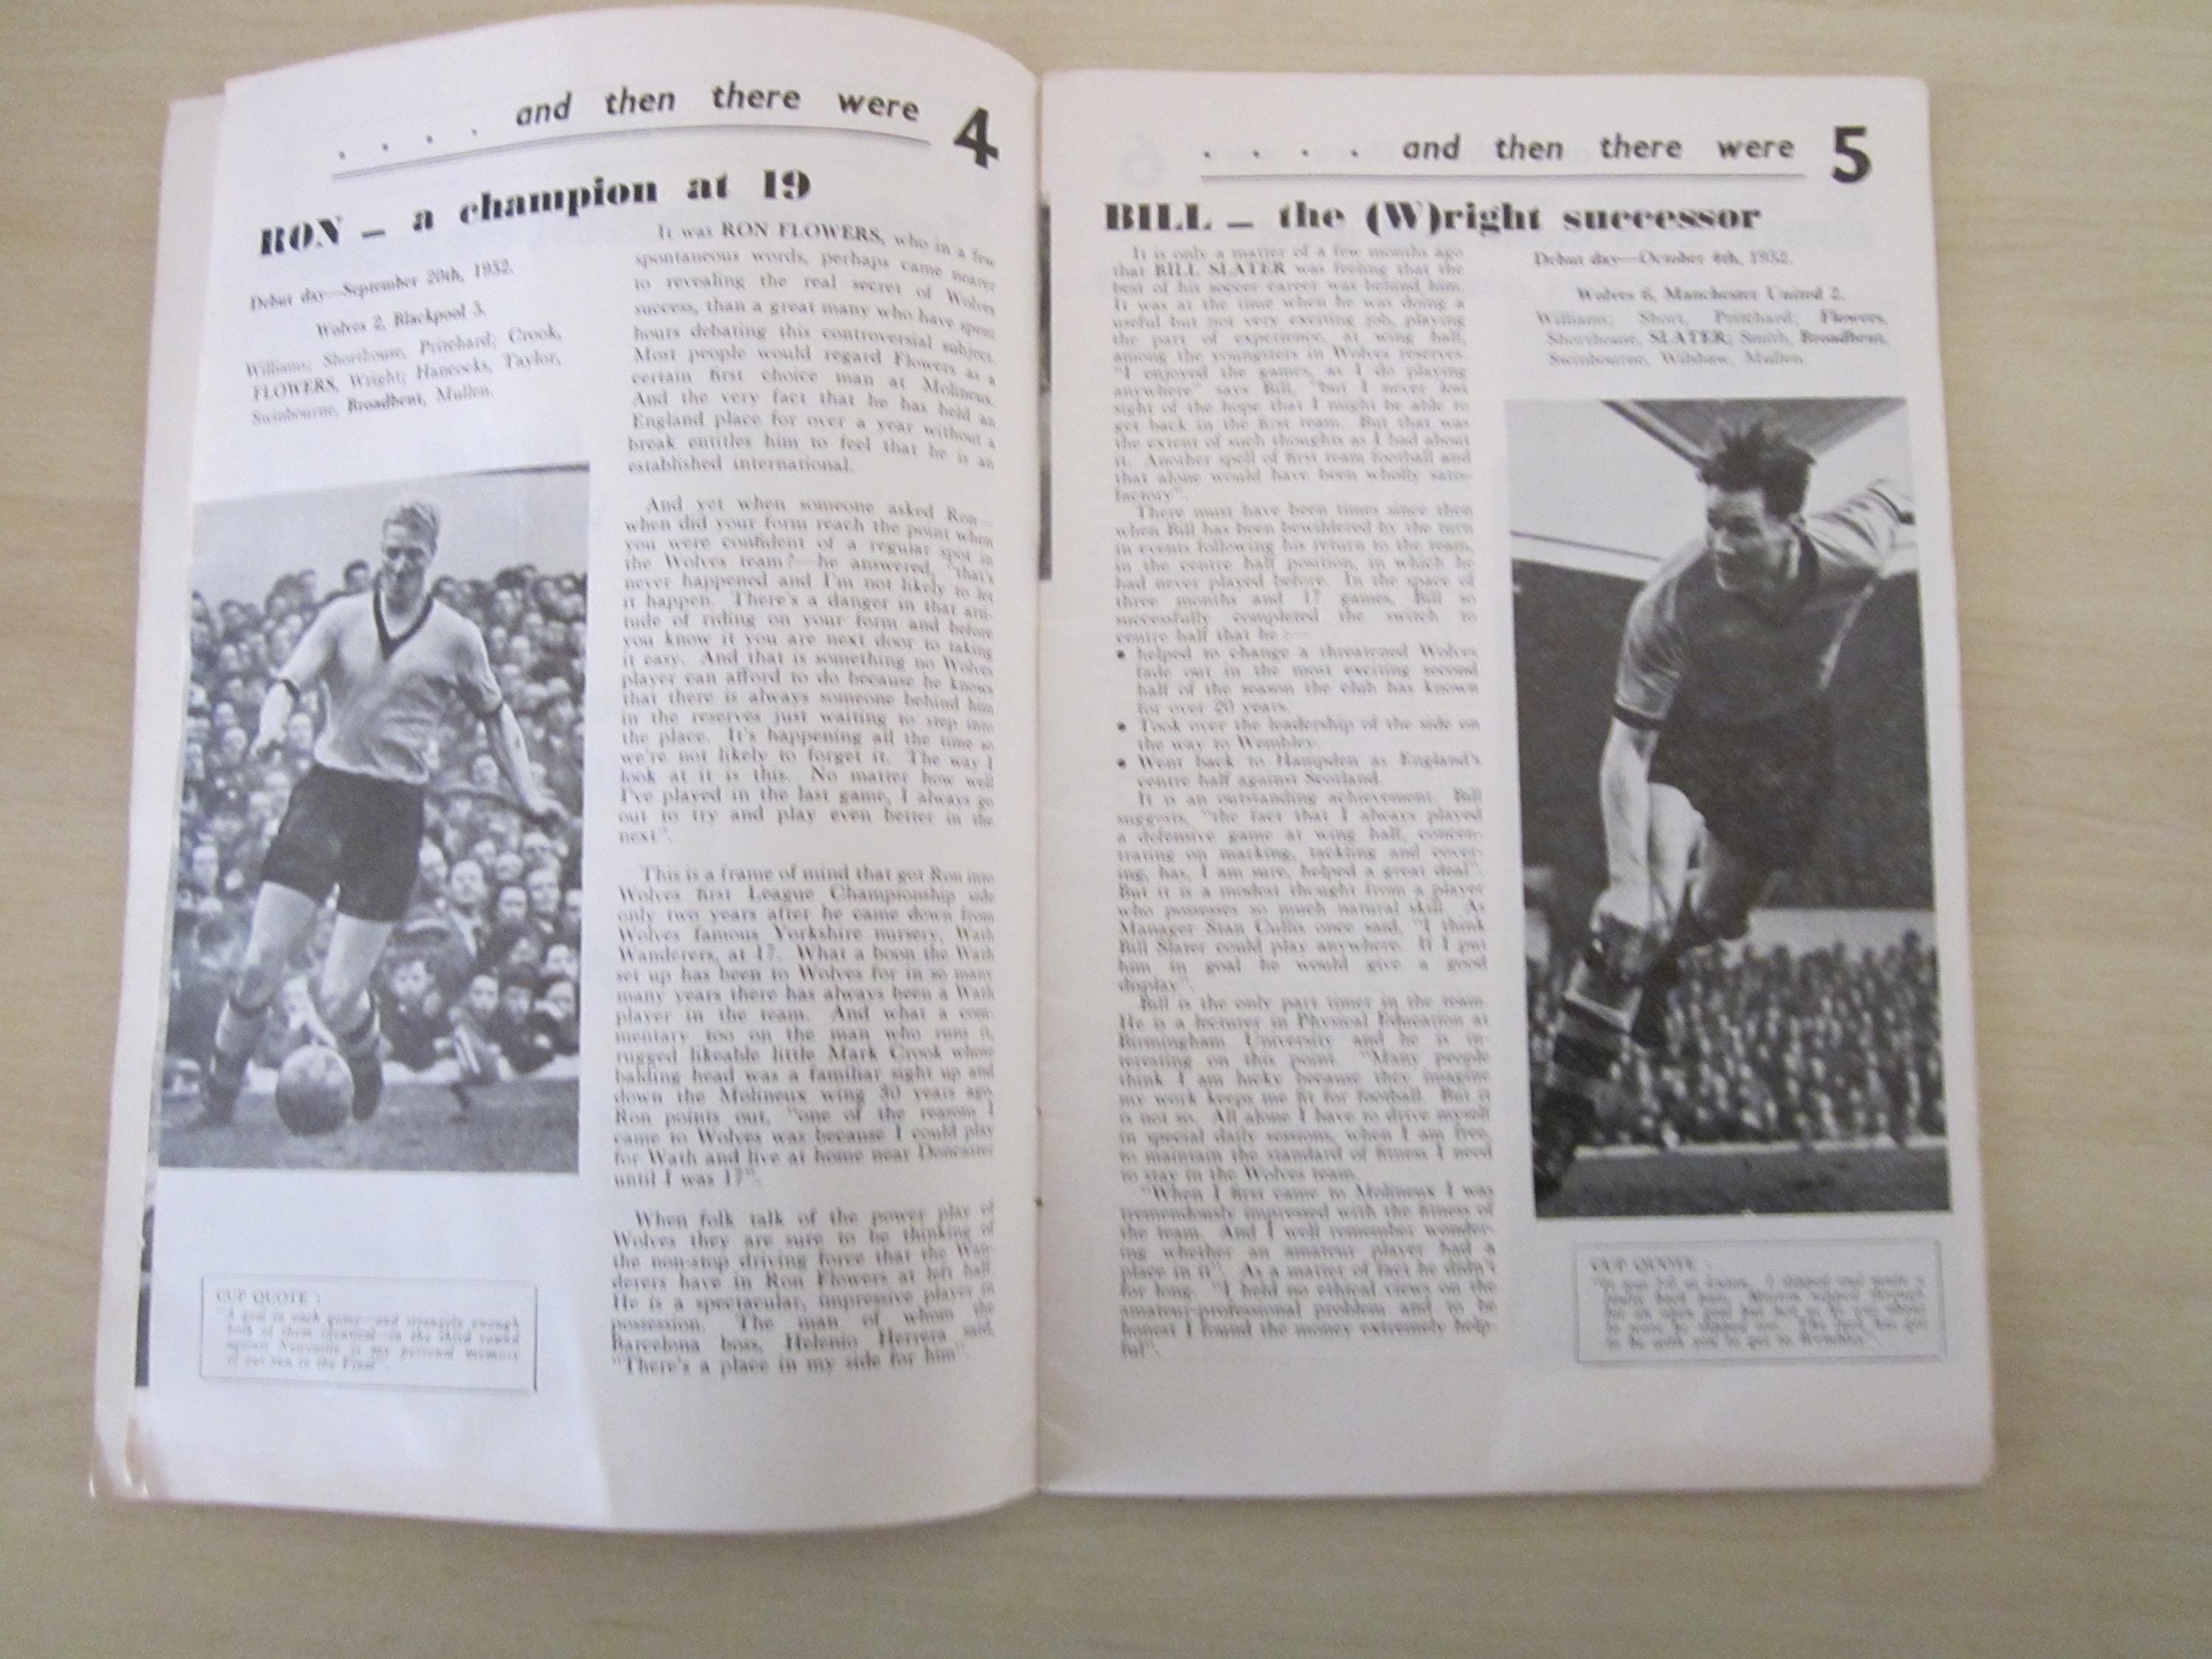 . . . . and then there were 4
RON – a champion at 19
Debut day—September 20th, 1952.
Wolves 2, Blackpool 5.
Williams; Shorthouse, Pritchard; Crook,
FLOWERS, Wright; Hancocks, Taylor,
Swinbourne, Broadbent, Mullen.
CUP QUOTE :
"A goal in each game—and strangely enough
both of them identical—in the third round
against Newcastle is my personal memory
of our run to the Final".
It was RON FLOWERS, who in a few
spontaneous words, perhaps came nearer
to revealing the real secret of Wolves
success, than a great many who have spent
hours debating this controversial subject.
Most people would regard Flowers as a
certain first choice man at Molineux.
And the very fact that he has held an
England place for over a year without a
break entitles him to feel that he is an
established international.
And yet when someone asked Ron—
when did your form reach the point when
you were confident of a regular spot in
the Wolves team?—he answered, "that's
never happened and I'm not likely to let
it happen. There's a danger in that atti-
tude of riding on your form and before
you know it you are next door to taking
it easy. And that is something no Wolves
player can afford to do because he knows
that there is always someone behind him
in the reserves just waiting to step into
the place. It's happening all the time so
we're not likely to forget it. The way I
look at it is this. No matter how well
I've played in the last game, I always go
out to try and play even better in the
next".
This is a frame of mind that got Ron into
Wolves first League Championship side
only two years after he came down from
Wolves famous Yorkshire nursery, Wath
Wanderers, at 17. What a boon the Wath
set up has been to Wolves for in so many
many years there has always been a Wath
player in the team. And what a com-
mentary too on the man who runs it,
rugged likeable little Mark Crook whose
balding head was a familiar sight up and
down the Molineux wing 30 years ago.
Ron points out, "one of the reasons I
came to Wolves was because I could play
for Wath and live at home near Doncaster
until I was 17".
When folk talk of the power play of
Wolves they are sure to be thinking of
the non-stop driving force that the Wan-
derers have in Ron Flowers at left half.
He is a spectacular, impressive player in
possession. The man of whom the
Barcelona boss, Helenio Herrera said,
"There's a place in my side for him".
. . . . and then there were 5
BILL – the (W)right successor
It is only a matter of a few months ago
that BILL SLATER was feeling that the
best of his soccer career was behind him.
It was at the time when he was doing a
useful but not very exciting job, playing
the part of experience, at wing half,
among the youngsters in Wolves reserves.
"I enjoyed the games, as I do playing
anywhere" says Bill, "but I never lost
sight of the hope that I might be able to
get back in the first team. But that was
the extent of such thoughts as I had about
it. Another spell of first team football and
that alone would have been wholly satis-
factory".
There must have been times since then
when Bill has been bewildered by the turn
in events following his return to the team,
in the centre half position, in which he
had never played before. In the space of
three months and 17 games, Bill so
successfully completed the switch to
centre half that he :—
• helped to change a threatened Wolves
fade out in the most exciting second
half of the season the club has known
for over 20 years.
• Took over the leadership of the side on
the way to Wembley.
• Went back to Hampden as England's
centre half against Scotland.
It is an outstanding achievement. Bill
suggests, "the fact that I always played
a defensive game at wing half, concen-
trating on marking, tackling and cover-
ing, has, I am sure, helped a great deal".
But it is a modest thought from a player
who possesses so much natural skill. As
Manager Stan Cullis once said, "I think
Bill Slater could play anywhere. If I put
him in goal he would give a good
display".
Bill is the only part timer in the team.
He is a lecturer in Physical Education at
Birmingham University and he is in-
teresting on this point. "Many people
think I am lucky because they imagine
my work keeps me fit for football. But it
is not so. All alone I have to drive myself
in special daily sessions, when I am free,
to maintain the standard of fitness I need
to stay in the Wolves team.
"When I first came to Molineux I was
tremendously impressed with the fitness of
the team. And I well remember wonder-
ing whether an amateur player had a
place in it". As a matter of fact he didn't
for long. "I held no ethical views on the
amateur-professional problem and to be
honest I found the money extremely help-
ful".
Debut day—October 4th, 1952.
Wolves 6, Manchester United 2.
Williams; Short, Pritchard; Flowers,
Shorthouse, SLATER; Smith, Broadbent,
Swinbourne, Wilshaw, Mullen.
CUP QUOTE :
to be with you to get to Wembley".